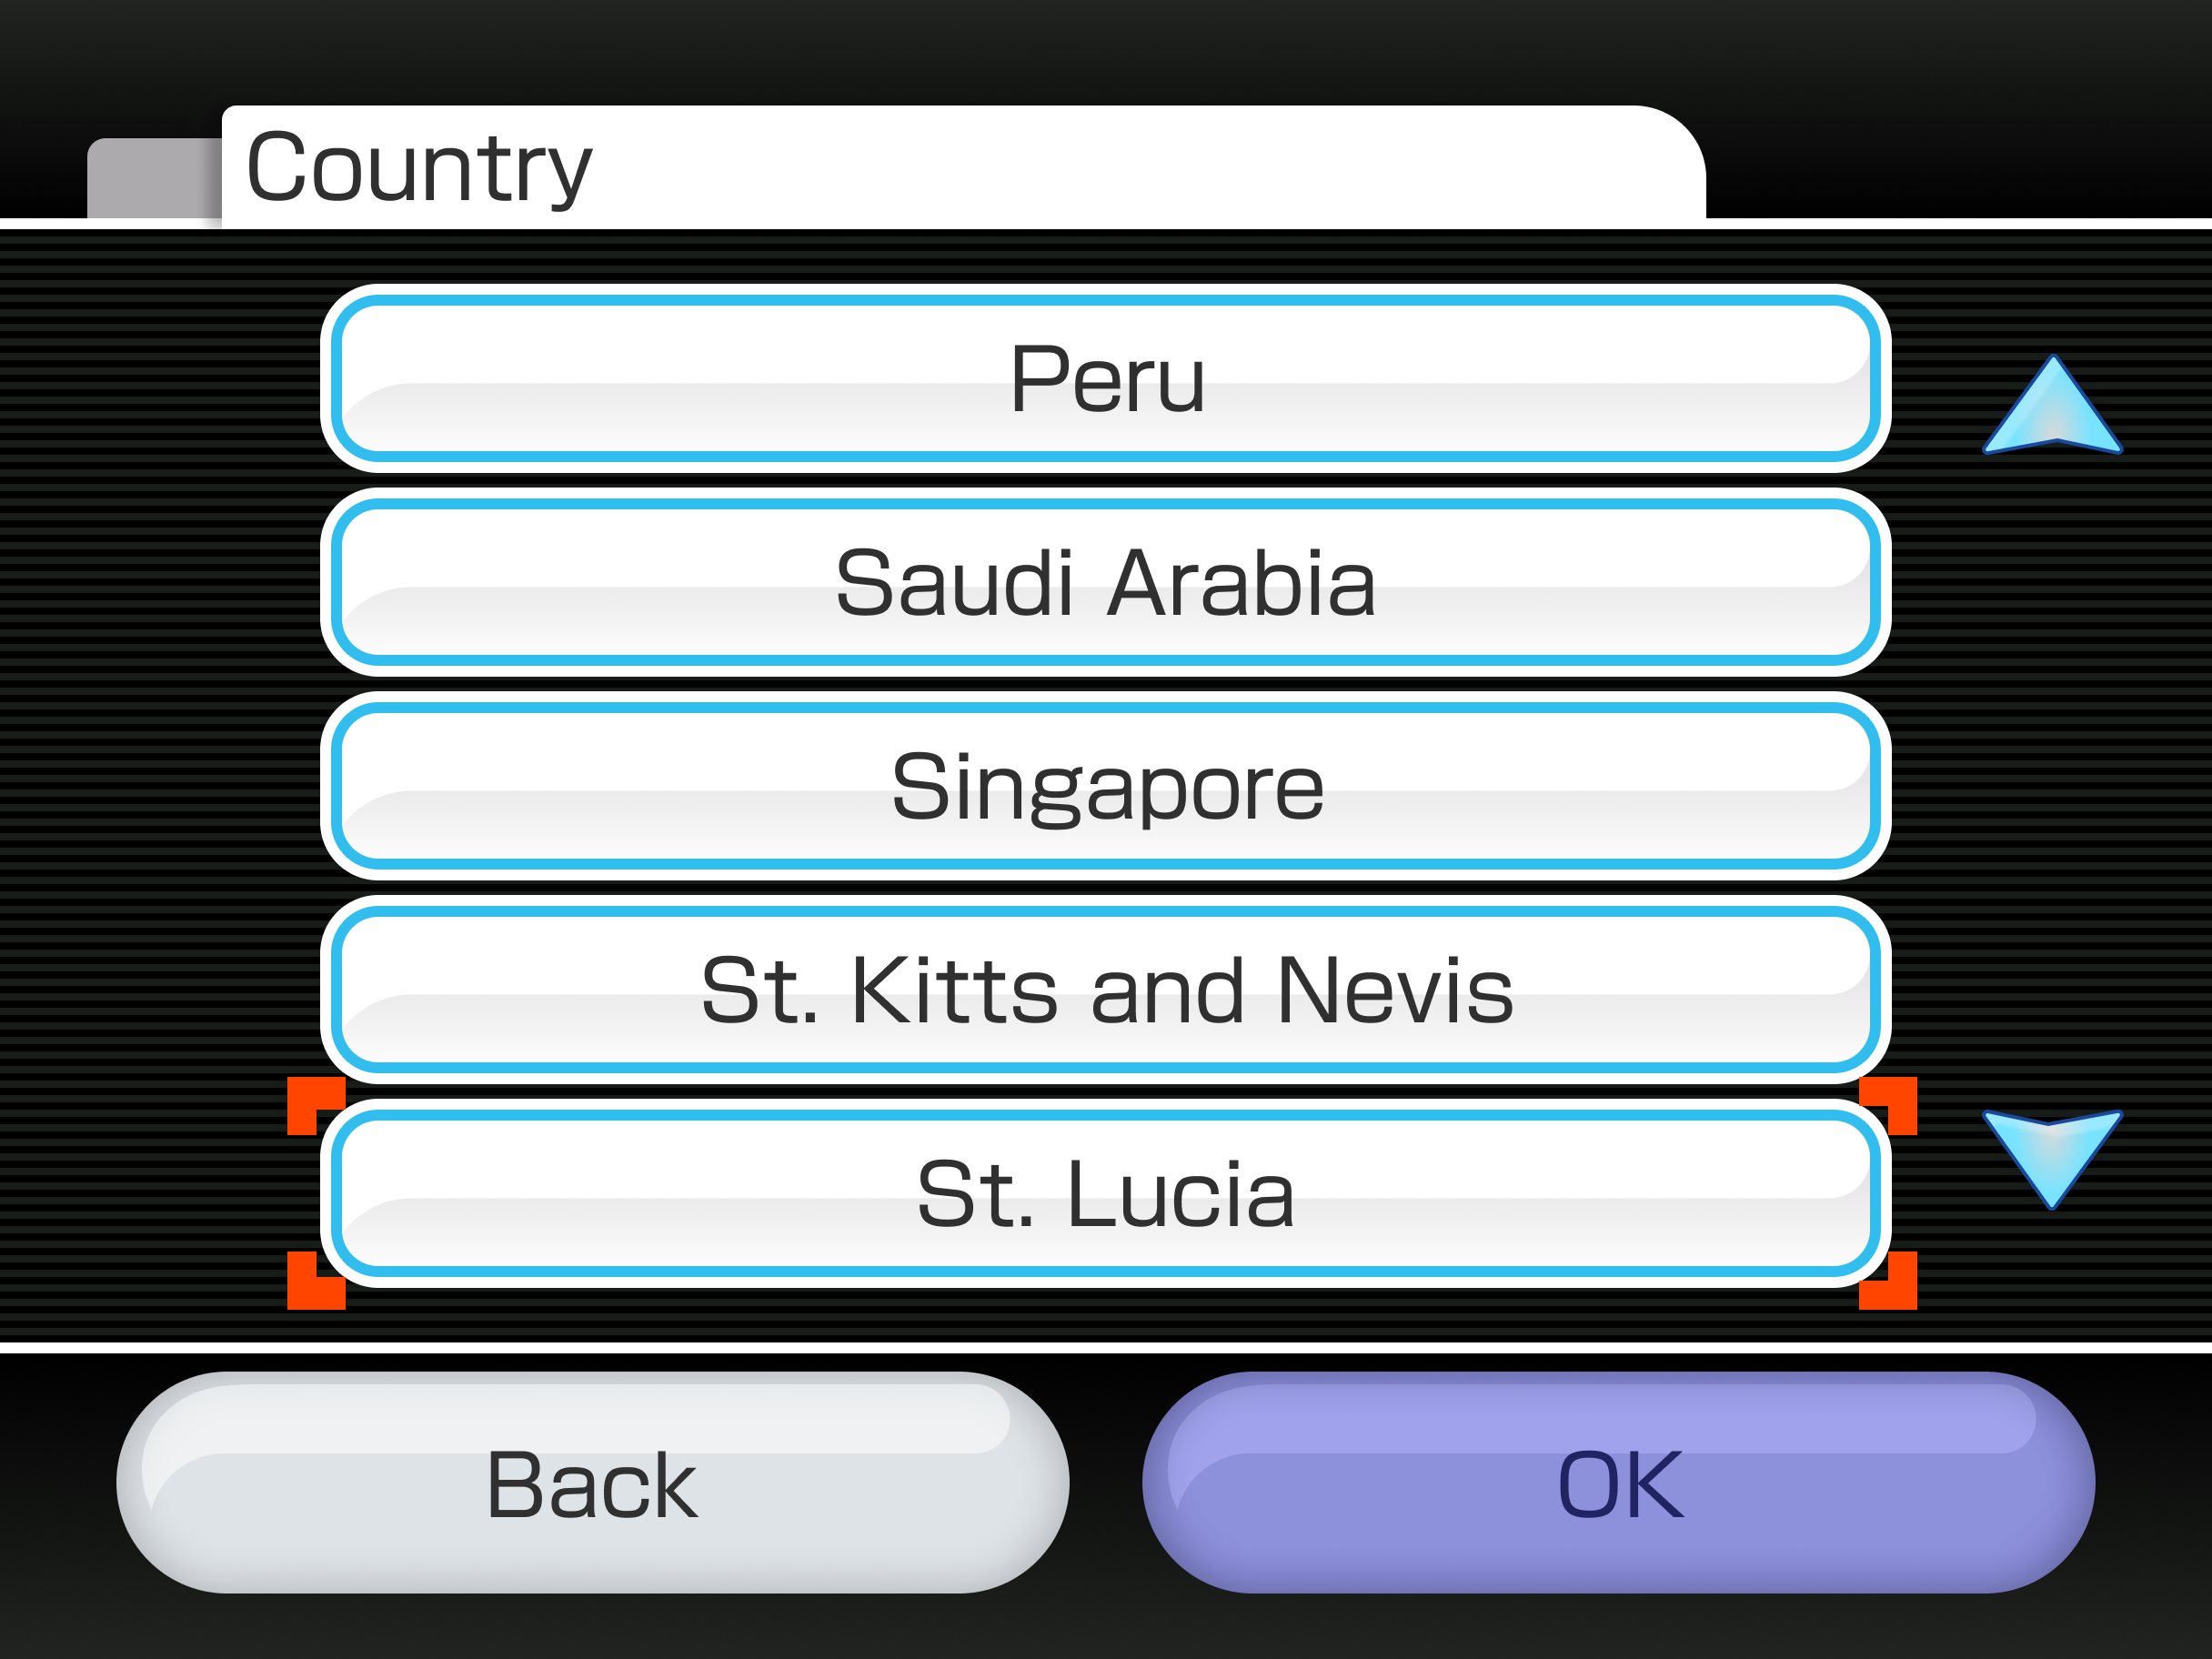 Country
Peru
Saudi Arabia
Singapore
St. Kitts and Nevis
St. Lucia
Back
OK